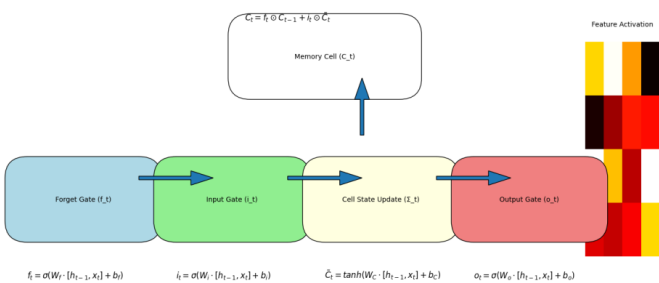 C_t = f_t ⊙ C_{t−1} + i_t ⊙ C̃_t
Feature Activation
Memory Cell (C_t)
Forget Gate (f_t)
Input Gate (i_t)
Cell State Update (Σ_t)
Output Gate (o_t)
f_t = σ(W_f · [h_{t−1}, x_t] + b_f)
i_t = σ(W_i · [h_{t−1}, x_t] + b_i)
C̃_t = tanh(W_C · [h_{t−1}, x_t] + b_C)
o_t = σ(W_o · [h_{t−1}, x_t] + b_o)